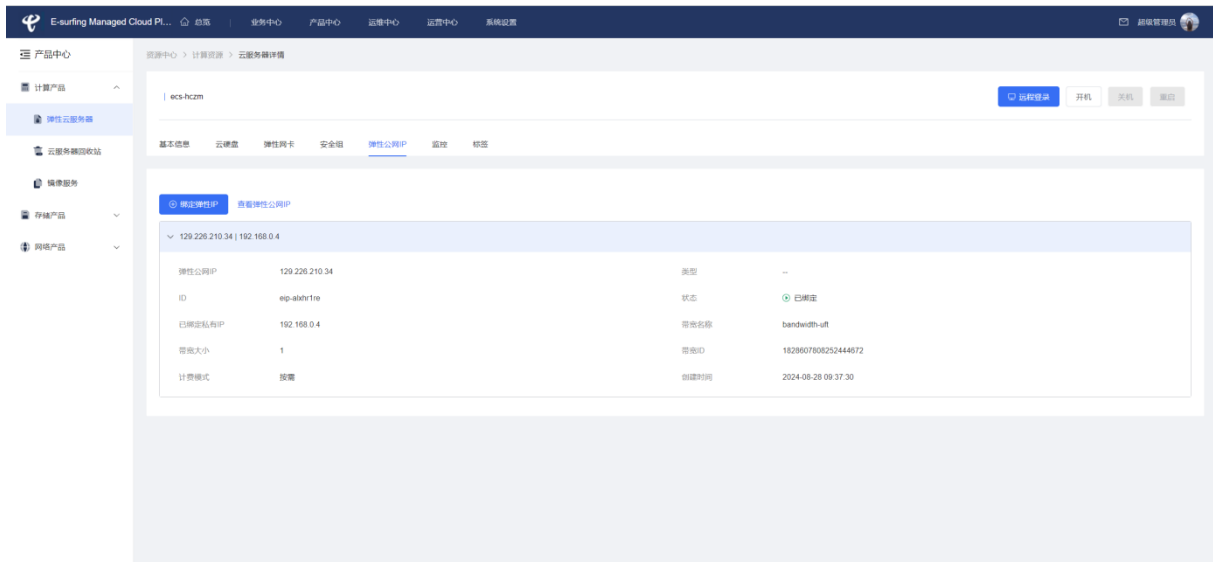 E-surfing Managed Cloud Pl... 总览 业务中心 产品中心 运维中心 运营中心 系统设置 超级管理员
产品中心
资源中心 > 计算资源 > 云服务器详情
计算产品
弹性云服务器
云服务器回收站
镜像服务
存储产品
网络产品
ecs-hczm
远程登录 开机 关机 重启
基本信息 云硬盘 弹性网卡 安全组 弹性公网IP 监控 标签
绑定弹性IP 查看弹性公网IP
129.226.210.34 | 192.168.0.4
弹性公网IP 129.226.210.34 类型 --
ID eip-alxhr1re 状态 已绑定
已绑定私有IP 192.168.0.4 带宽名称 bandwidth-uft
带宽大小 1 带宽ID 1828607808252444672
计费模式 按需 创建时间 2024-08-28 09:37:30